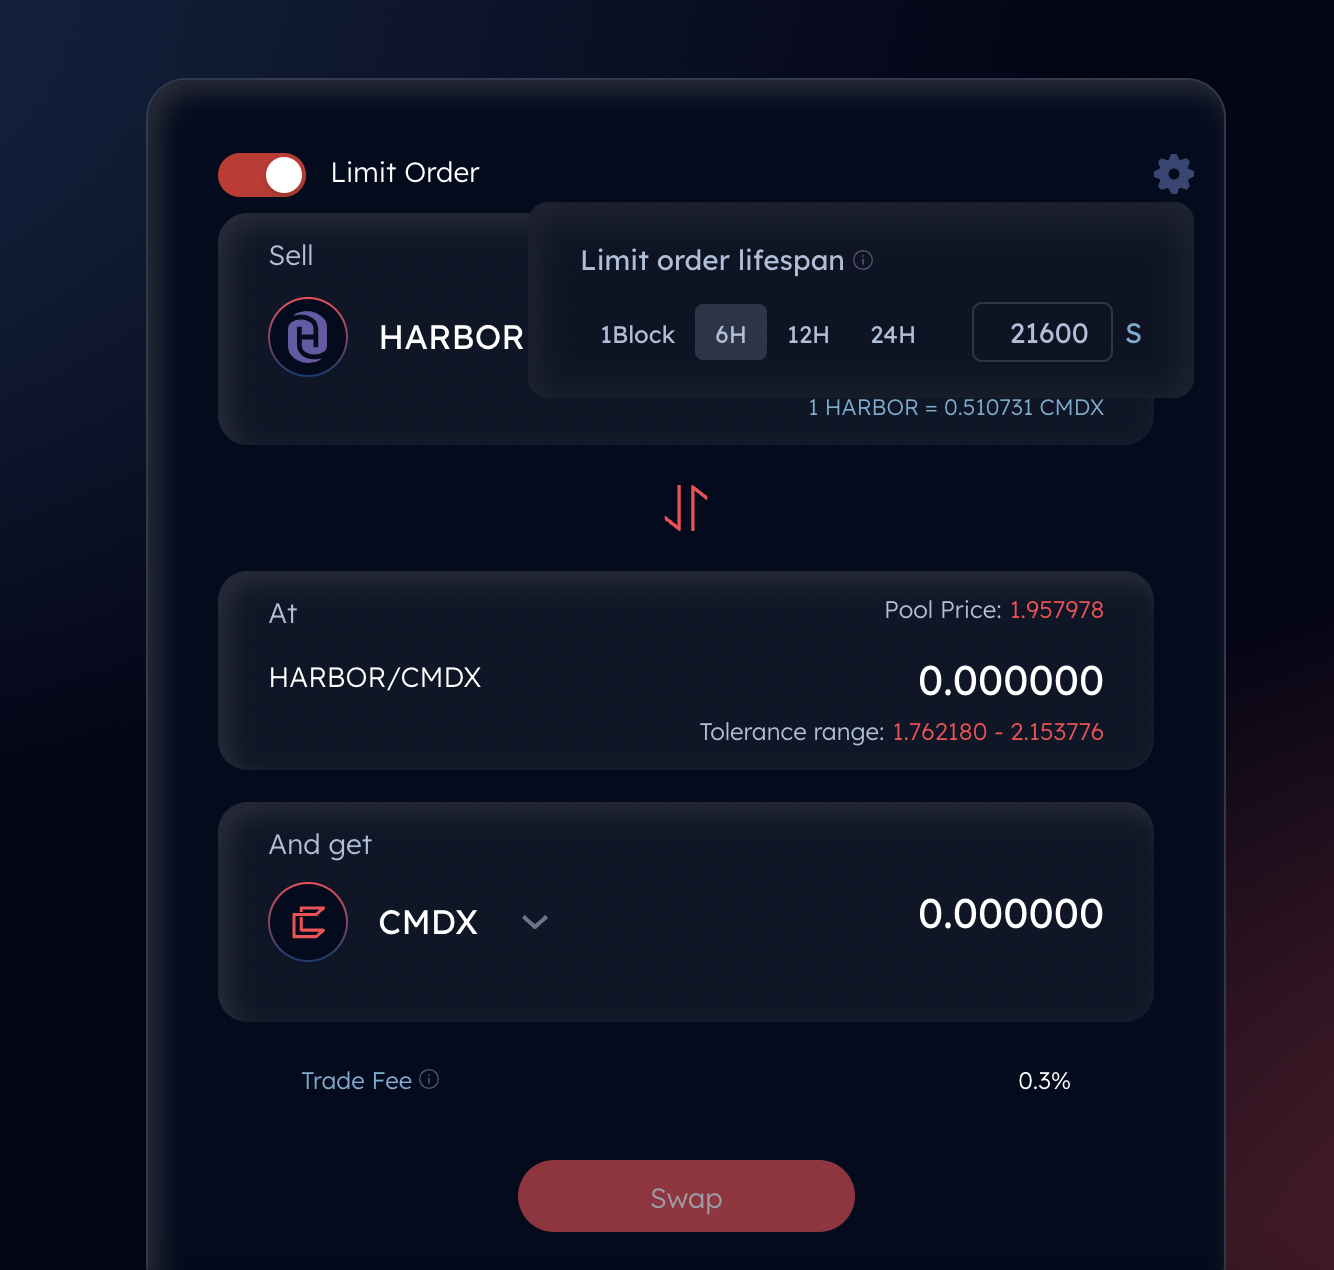 Limit Order
Sell
Limit order lifespan
1Block 6H 12H 24H 21600 S
HARBOR
1 HARBOR = 0.510731 CMDX
At
Pool Price: 1.957978
HARBOR/CMDX
0.000000
Tolerance range: 1.762180 - 2.153776
And get
CMDX
0.000000
Trade Fee
0.3%
Swap